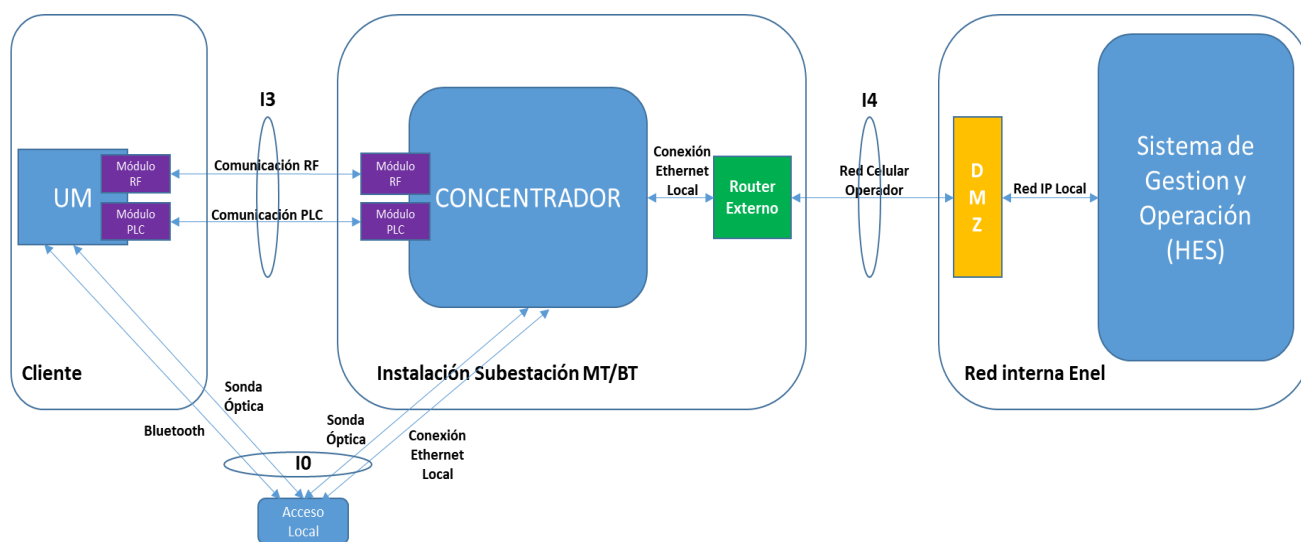 I3
I4
UM
Módulo
RF
Módulo
PLC
Comunicación RF
Comunicación PLC
Módulo
RF
Módulo
PLC
CONCENTRADOR
Conexión
Ethernet
Local
Router
Externo
Red Celular
Operador
D
M
Z
Red IP Local
Sistema de
Gestion y
Operación
(HES)
Cliente
Instalación Subestación MT/BT
Red interna Enel
Sonda
Óptica
Bluetooth
Sonda
Óptica
Conexión
Ethernet
Local
I0
Acceso
Local